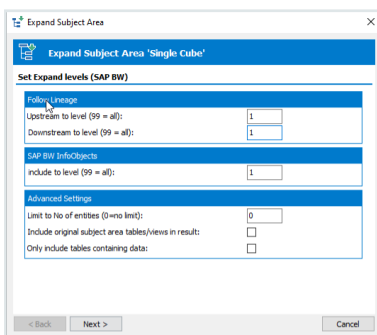 Expand Subject Area
Expand Subject Area 'Single Cube'
Set Expand levels (SAP BW)
Follow Lineage
Upstream to level (99 = all): 1
Downstream to level (99 = all): 1
SAP BW InfoObjects
include to level (99 = all): 1
Advanced Settings
Limit to No of entities (0=no limit): 0
Include original subject area tables/views in result:
Only include tables containing data:
< Back Next > Cancel